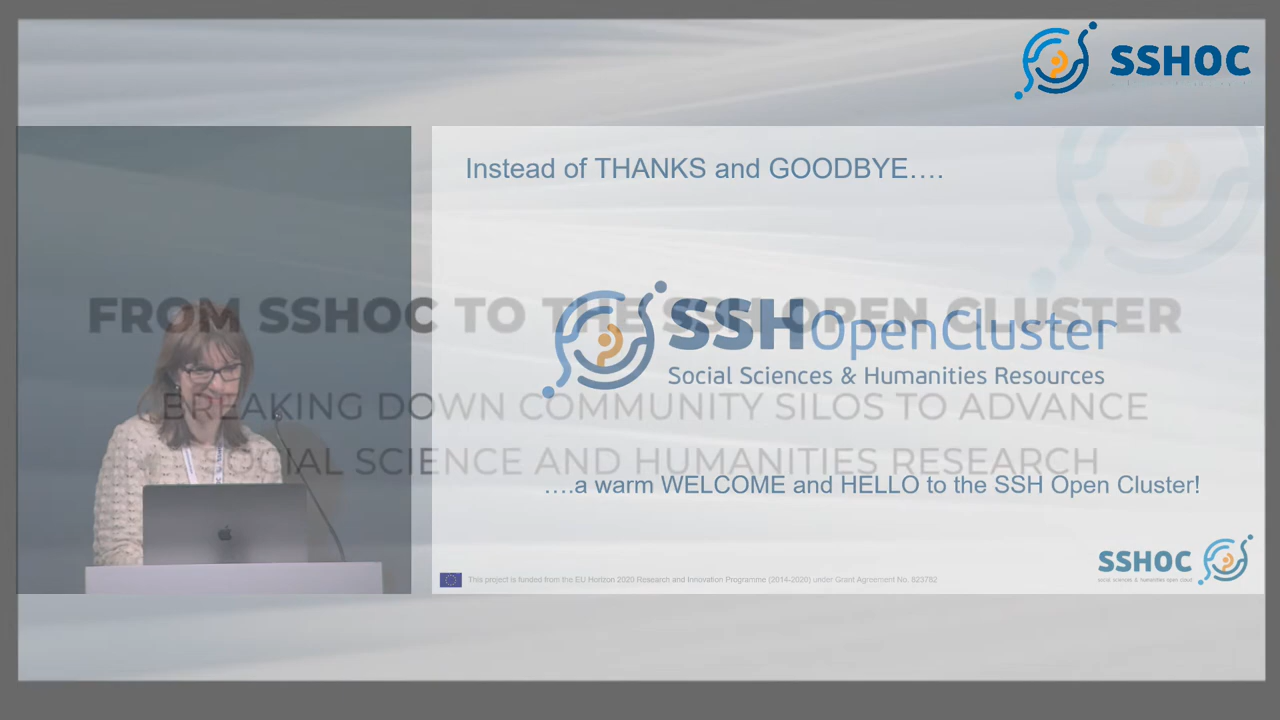 SSHOC
Instead of THANKS and GOODBYE....
FROM SSHOC TO THE SSH OPEN CLUSTER
SSHOpenCluster
Social Sciences & Humanities Resources
BREAKING DOWN COMMUNITY SILOS TO ADVANCE
SOCIAL SCIENCE AND HUMANITIES RESEARCH
....a warm WELCOME and HELLO to the SSH Open Cluster!
SSHOC
social sciences & humanities open cloud
This project is funded from the EU Horizon 2020 Research and Innovation Programme (2014-2020) under Grant Agreement No. 823782